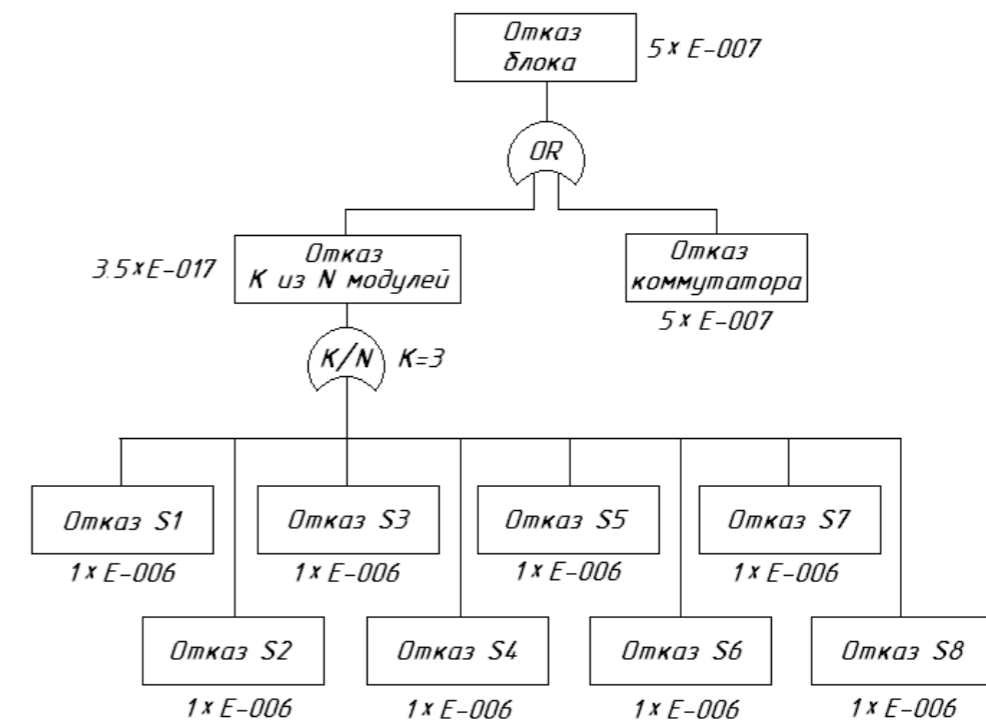 Отказ
блока
5 × E-007
OR
Отказ
K из N модулей
3.5×E-017
Отказ
коммутатора
5 × E-007
K/N
K=3
Отказ S1
1 × E-006
Отказ S3
1 × E-006
Отказ S5
1 × E-006
Отказ S7
1 × E-006
Отказ S2
1 × E-006
Отказ S4
1 × E-006
Отказ S6
1 × E-006
Отказ S8
1 × E-006